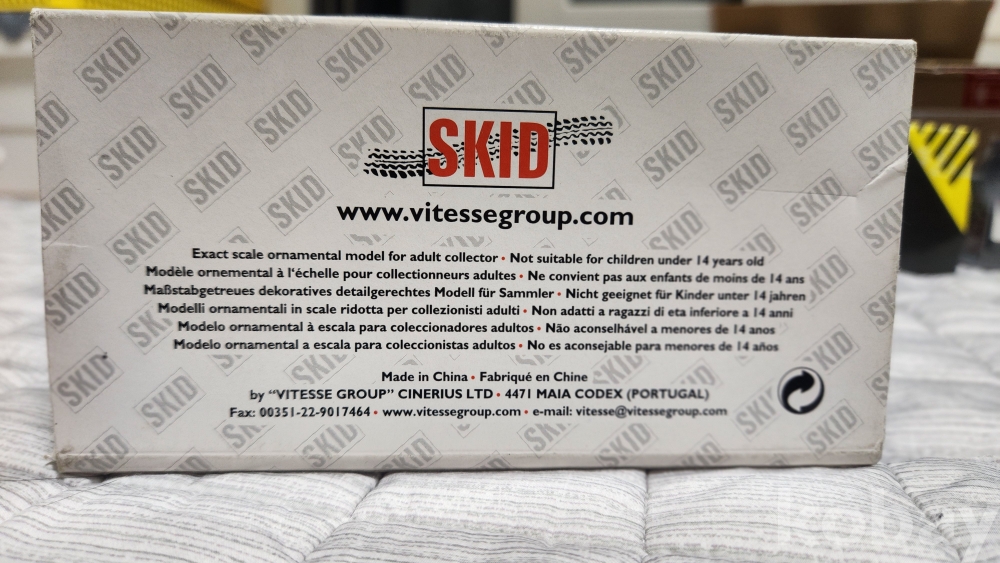 SKID
www.vitessegroup.com
Exact scale ornamental model for adult collector • Not suitable for children under 14 years old
Modèle ornemental à l'échelle pour collectionneurs adultes • Ne convient pas aux enfants de moins de 14 ans
Maßstabgetreues dekoratives detailgerechtes Modell für Sammler • Nicht geeignet für Kinder unter 14 jahren
Modelli ornamentali in scale ridotta per collezionisti adulti • Non adatti a ragazzi di eta inferiore a 14 anni
Modelo ornamental à escala para coleccionadores adultos • Não aconselhável a menores de 14 anos
Modelo ornamental a escala para coleccionistas adultos • No es aconsejable para menores de 14 años
Made in China • Fabriqué en Chine
by "VITESSE GROUP" CINERIUS LTD • 4471 MAIA CODEX (PORTUGAL)
Fax: 00351-22-9017464 • www.vitessegroup.com • e-mail: vitesse@vitessegroup.com
kobay